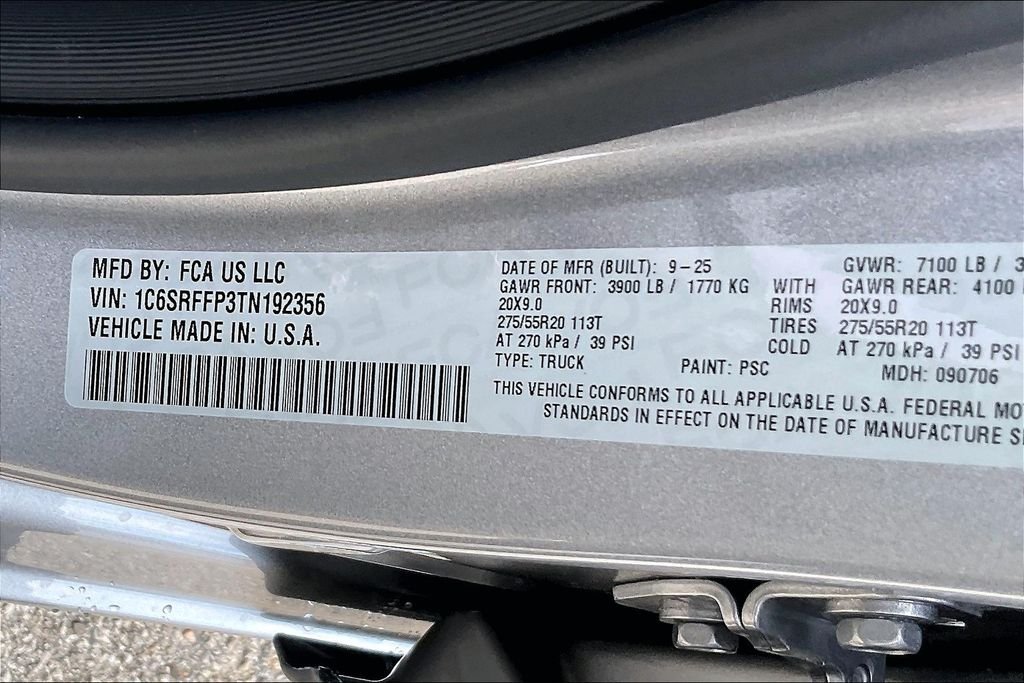 MFD BY: FCA US LLC
VIN: 1C6SRFFP3TN192356
VEHICLE MADE IN: U.S.A.
DATE OF MFR (BUILT): 9-25 GVWR: 7100 LB /
GAWR FRONT: 3900 LB / 1770 KG WITH GAWR REAR: 4100
20X9.0 RIMS 20X9.0
275/55R20 113T TIRES 275/55R20 113T
AT 270 kPa / 39 PSI COLD AT 270 kPa / 39 PSI
TYPE: TRUCK PAINT: PSC MDH: 090706
THIS VEHICLE CONFORMS TO ALL APPLICABLE U.S.A. FEDERAL
STANDARDS IN EFFECT ON THE DATE OF MANUFACTURE